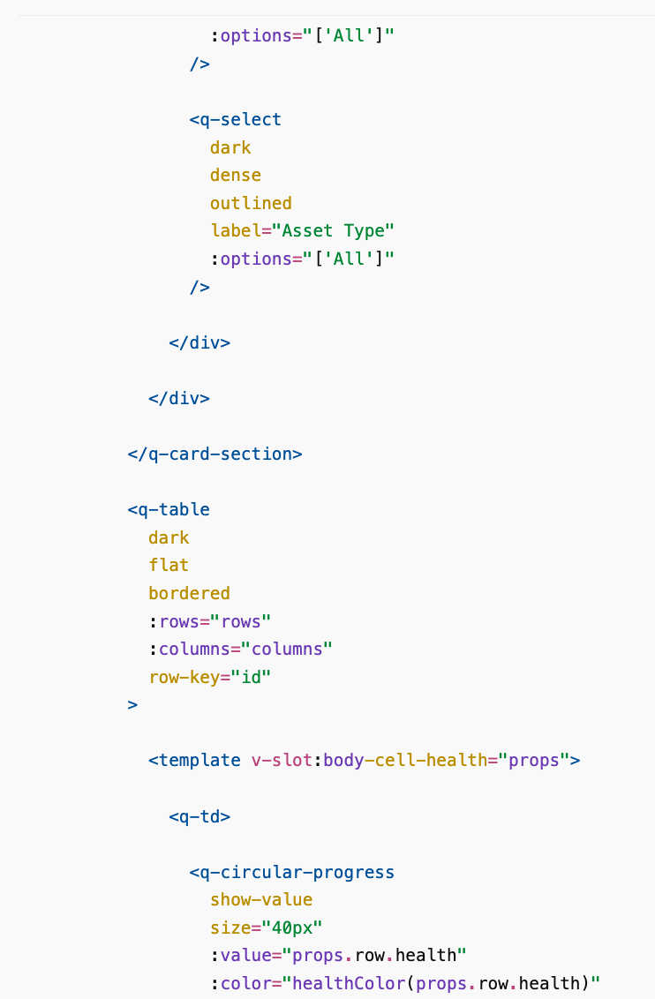 :options="['All']"
/>
<q-select
dark
dense
outlined
label="Asset Type"
:options="['All']"
/>
</div>
</div>
</q-card-section>
<q-table
dark
flat
bordered
:rows="rows"
:columns="columns"
row-key="id"
>
<template v-slot:body-cell-health="props">
<q-td>
<q-circular-progress
show-value
size="40px"
:value="props.row.health"
:color="healthColor(props.row.health)"